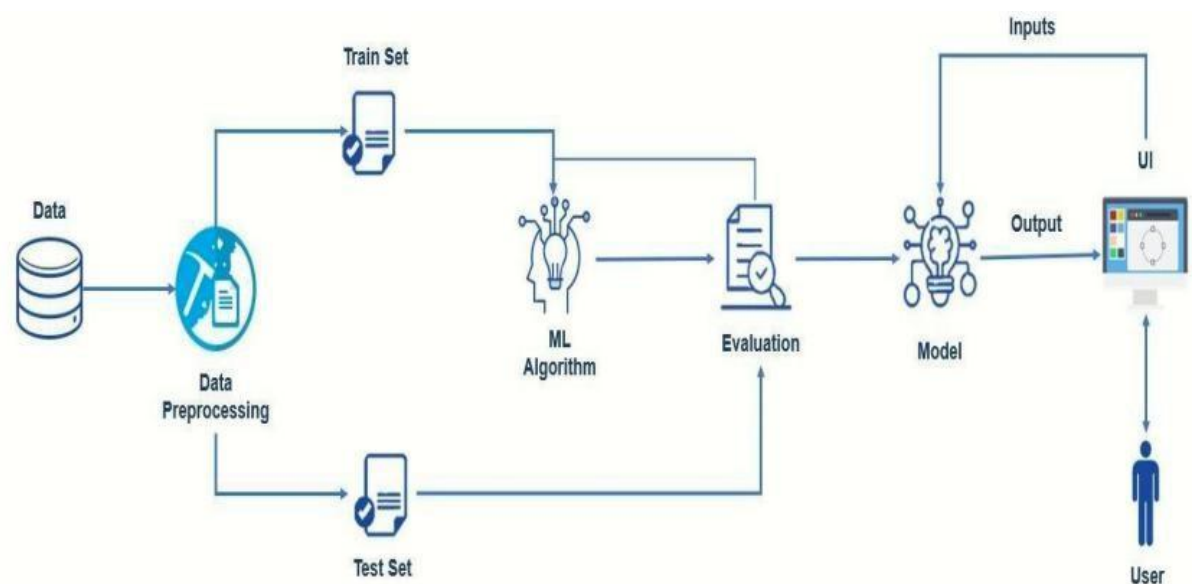 Inputs
Train Set
UI
Data
Output
ML
Algorithm
Evaluation
Model
Data
Preprocessing
Test Set
User